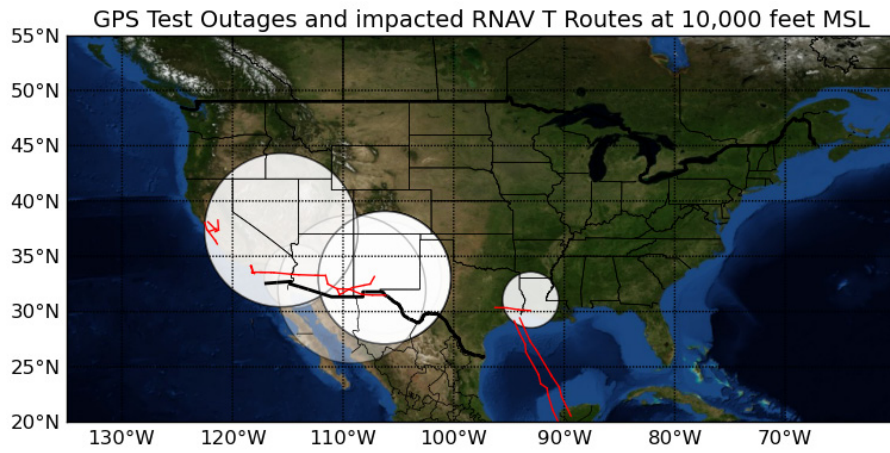 GPS Test Outages and impacted RNAV T Routes at 10,000 feet MSL
55°N
50°N
45°N
40°N
35°N
30°N
25°N
20°N
130°W
120°W
110°W
100°W
90°W
80°W
70°W